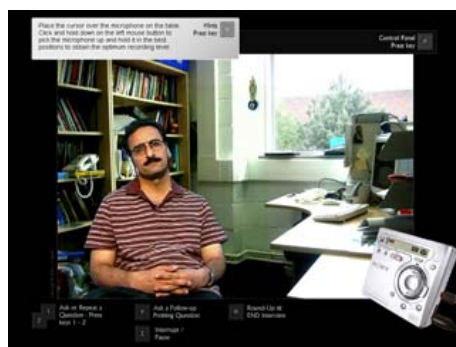 Place the cursor over the microphone on the table.
Click and hold down on the left mouse button to
pick the microphone up and hold it in the best
positions to obtain the optimum recording level
Hints
Press key
Control Panel
Press key
1
2
Ask or Repeat a
Question - Press
keys 1 - 2
Ask a Follow-up
Probing Question
Interrupt /
Pause
Round-Up &
END Interview
SONY